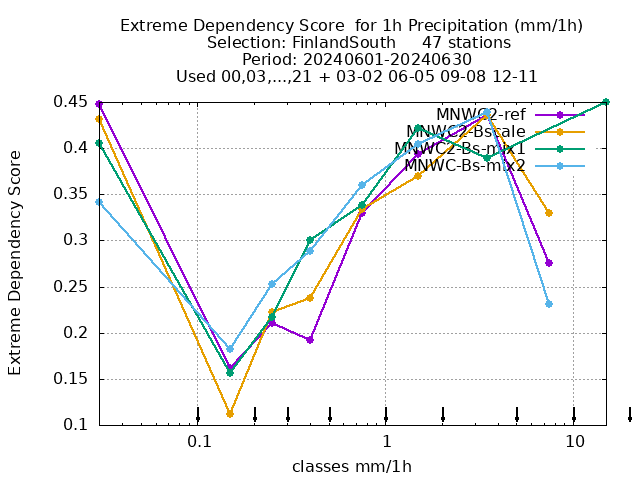 Extreme Dependency Score  for 1h Precipitation (mm/1h)
Selection: FinlandSouth     47 stations
Period: 20240601-20240630
Used 00,03,...,21 + 03-02 06-05 09-08 12-11
MNWC2-ref
MNWC2-Bscale
MNWC2-Bs-mix1
MNWC-Bs-mix2
Extreme Dependency Score
0.45
0.4
0.35
0.3
0.25
0.2
0.15
0.1
0.1
1
10
classes mm/1h